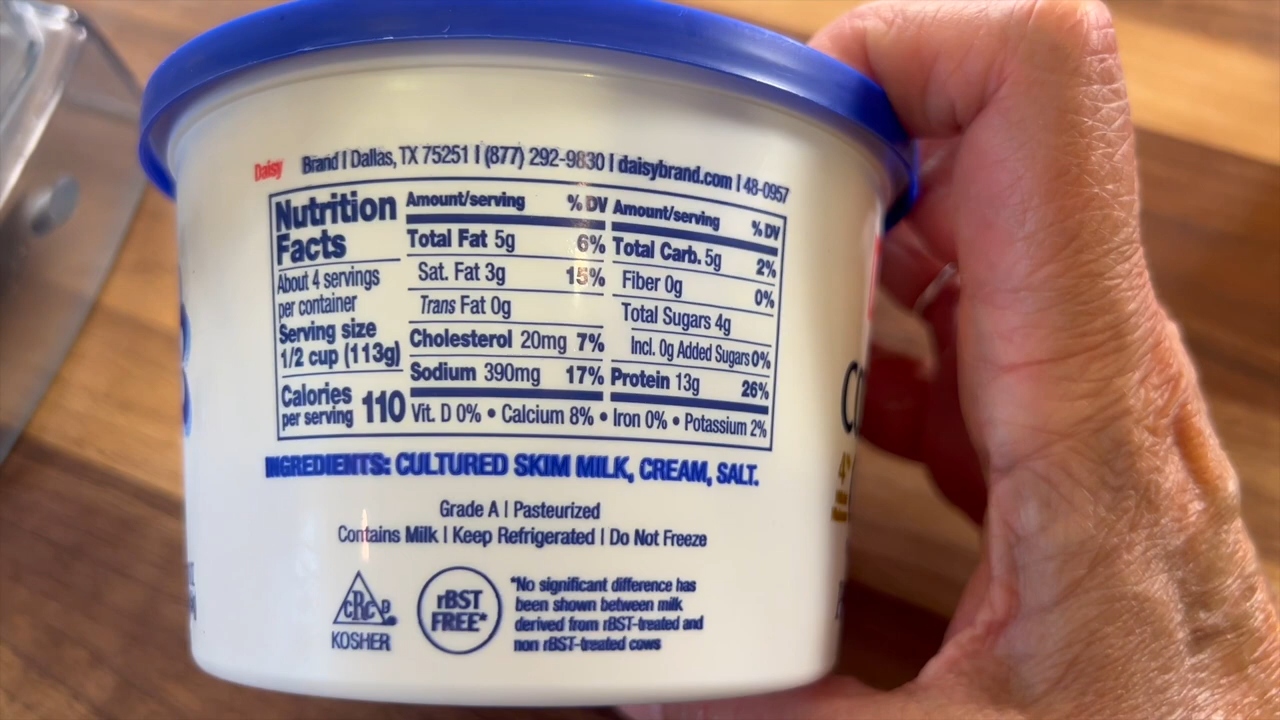 Daisy Brand | Dallas, TX 75251 | (877) 292-9830 | daisybrand.com | 48-0957
Nutrition
Facts
About 4 servings
per container
Serving size
1/2 cup (113g)
Calories
per serving 110
Amount/serving % DV
Total Fat 5g 6%
Sat. Fat 3g 15%
Trans Fat 0g
Cholesterol 20mg 7%
Sodium 390mg 17%
Amount/serving % DV
Total Carb. 5g 2%
Fiber 0g 0%
Total Sugars 4g
Incl. 0g Added Sugars 0%
Protein 13g 26%
Vit. D 0% • Calcium 8% • Iron 0% • Potassium 2%
INGREDIENTS: CULTURED SKIM MILK, CREAM, SALT.
Grade A | Pasteurized
Contains Milk | Keep Refrigerated | Do Not Freeze
cRc D
KOSHER
rBST
FREE*
*No significant difference has
been shown between milk
derived from rBST-treated and
non rBST-treated cows